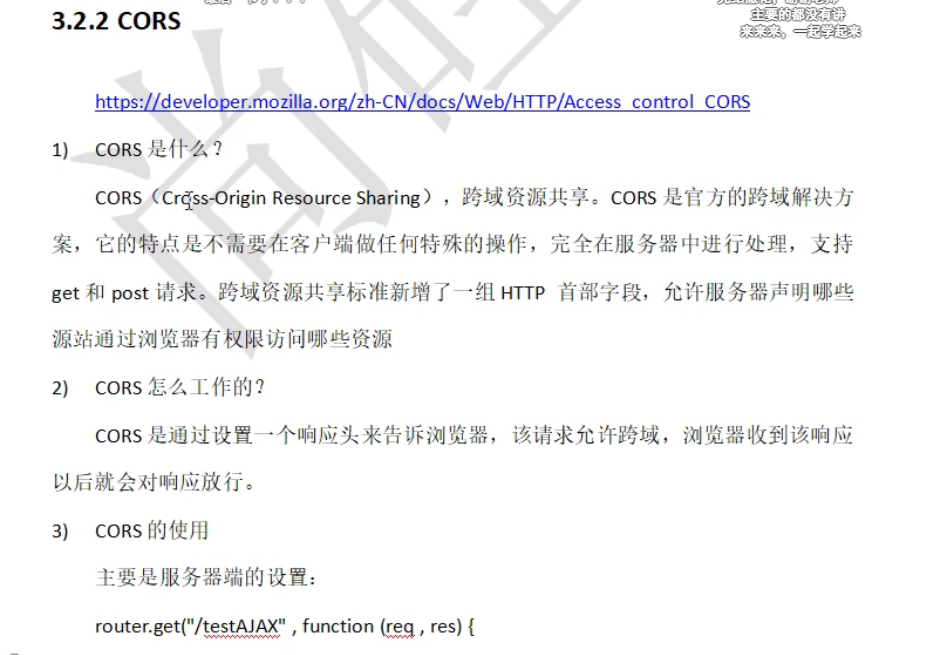 3.2.2 CORS
主要的都没有讲
来来来，一起学起来
https://developer.mozilla.org/zh-CN/docs/Web/HTTP/Access_control_CORS
1) CORS 是什么？
CORS（Cross-Origin Resource Sharing），跨域资源共享。CORS 是官方的跨域解决方
案，它的特点是不需要在客户端做任何特殊的操作，完全在服务器中进行处理，支持
get 和 post 请求。跨域资源共享标准新增了一组 HTTP 首部字段，允许服务器声明哪些
源站通过浏览器有权限访问哪些资源
2) CORS 怎么工作的？
CORS 是通过设置一个响应头来告诉浏览器，该请求允许跨域，浏览器收到该响应
以后就会对响应放行。
3) CORS 的使用
主要是服务器端的设置：
router.get("/testAJAX" , function (req , res) {